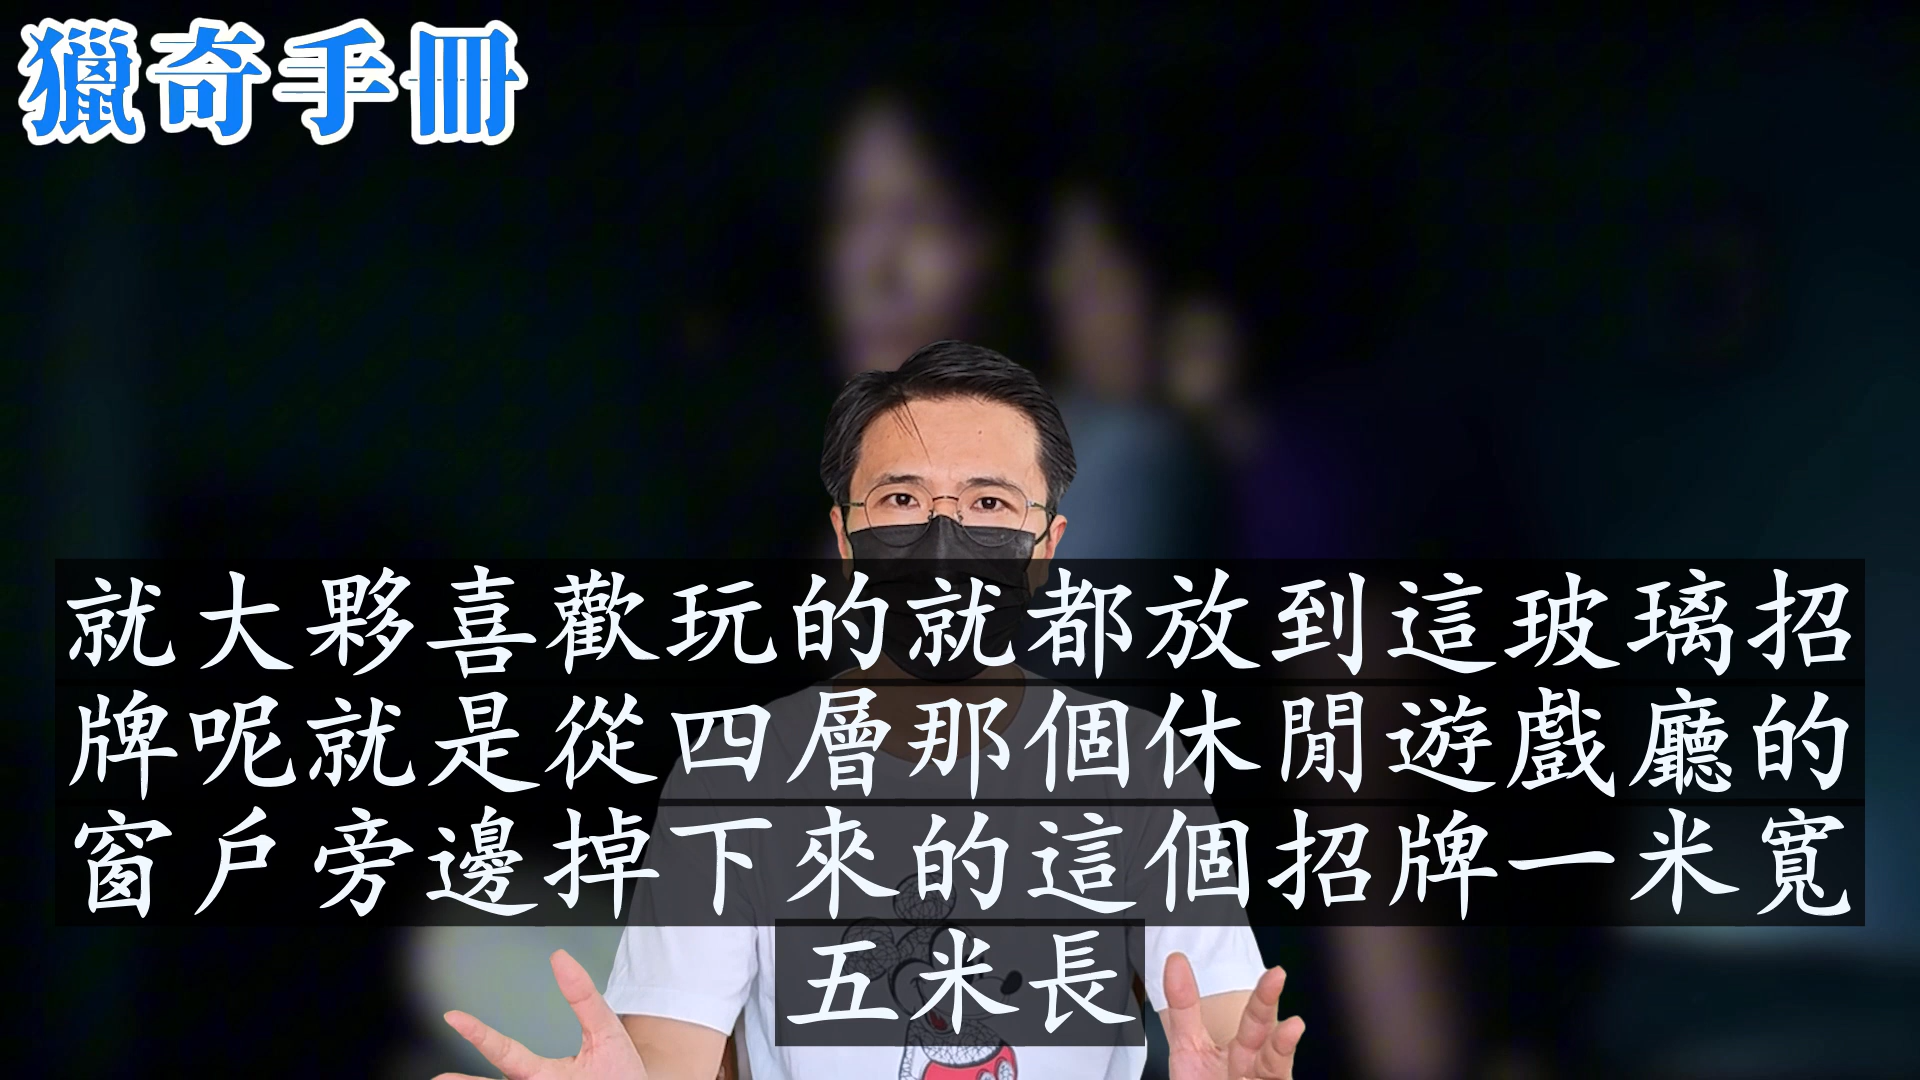 獵奇手冊
就大夥喜歡玩的就都放到這玻璃招
牌呢就是從四層那個休閒遊戲廳的
窗戶旁邊掉下來的這個招牌一米寬
五米長